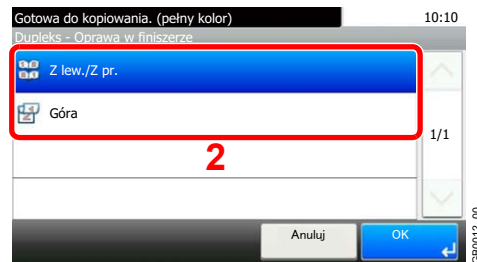 Gotowa do kopiowania. (pełny kolor) 10:10
Dupleks - Oprawa w finiszerze
Z lew./Z pr.
Góra
1/1
2
Anuluj OK
GB0012_00